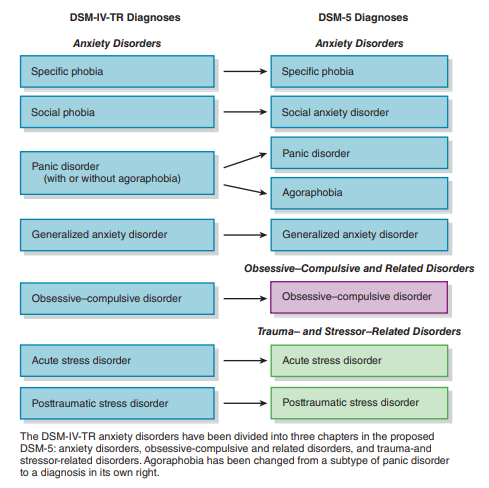 DSM-IV-TR Diagnoses
DSM-5 Diagnoses
Anxiety Disorders
Anxiety Disorders
Specific phobia
Specific phobia
Social phobia
Social anxiety disorder
Panic disorder
(with or without agoraphobia)
Panic disorder
Agoraphobia
Generalized anxiety disorder
Generalized anxiety disorder
Obsessive–Compulsive and Related Disorders
Obsessive–compulsive disorder
Obsessive–compulsive disorder
Trauma– and Stressor–Related Disorders
Acute stress disorder
Acute stress disorder
Posttraumatic stress disorder
Posttraumatic stress disorder
The DSM-IV-TR anxiety disorders have been divided into three chapters in the proposed
DSM-5: anxiety disorders, obsessive-compulsive and related disorders, and trauma-and
stressor-related disorders. Agoraphobia has been changed from a subtype of panic disorder
to a diagnosis in its own right.